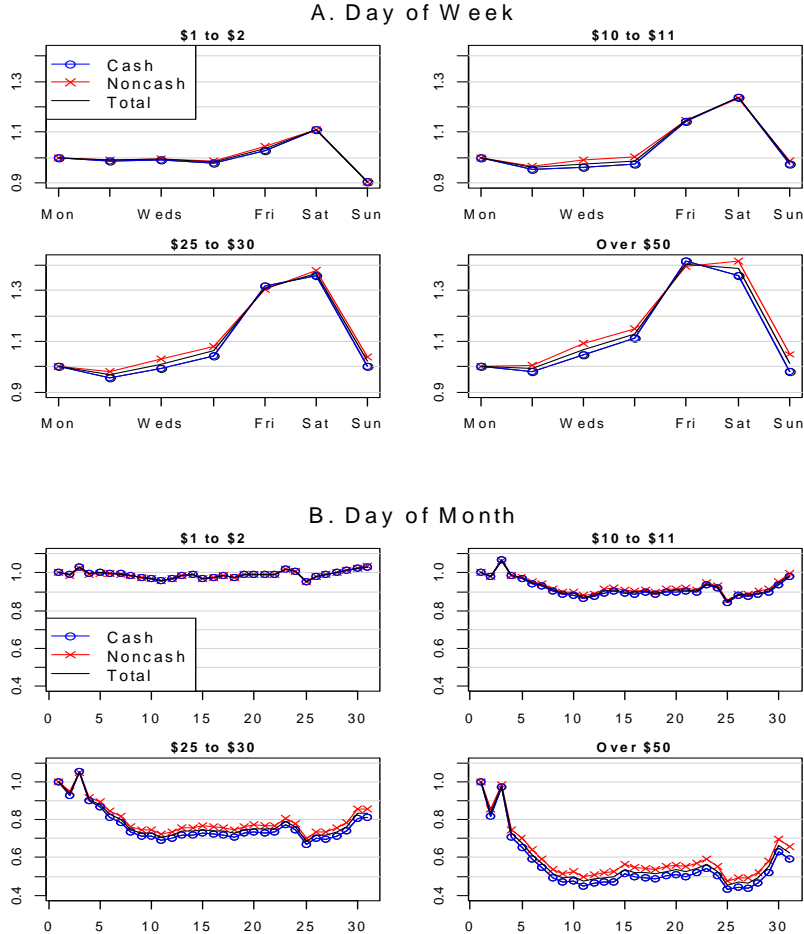 A. Day of Week
$1 to $2
$10 to $11
Cash
Noncash
Total
0.9 1.1 1.3
0.9 1.1 1.3
Mon Weds Fri Sat Sun
Mon Weds Fri Sat Sun
$25 to $30
Over $50
0.9 1.1 1.3
0.9 1.1 1.3
Mon Weds Fri Sat Sun
Mon Weds Fri Sat Sun
B. Day of Month
$1 to $2
$10 to $11
Cash
Noncash
Total
0.4 0.6 0.8 1.0
0.4 0.6 0.8 1.0
0 5 10 15 20 25 30
0 5 10 15 20 25 30
$25 to $30
Over $50
0.4 0.6 0.8 1.0
0.4 0.6 0.8 1.0
0 5 10 15 20 25 30
0 5 10 15 20 25 30